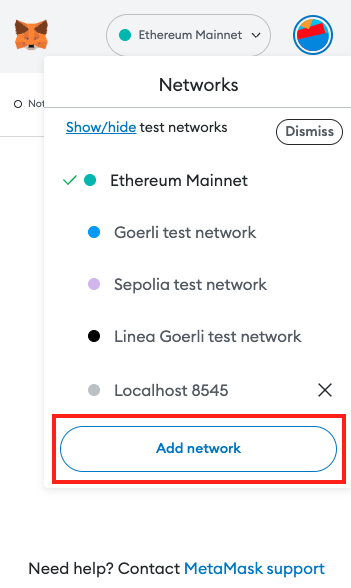 Ethereum Mainnet
Networks
Not
Show/hide test networks
Dismiss
Ethereum Mainnet
Goerli test network
Sepolia test network
Linea Goerli test network
Localhost 8545
Add network
Need help? Contact MetaMask support